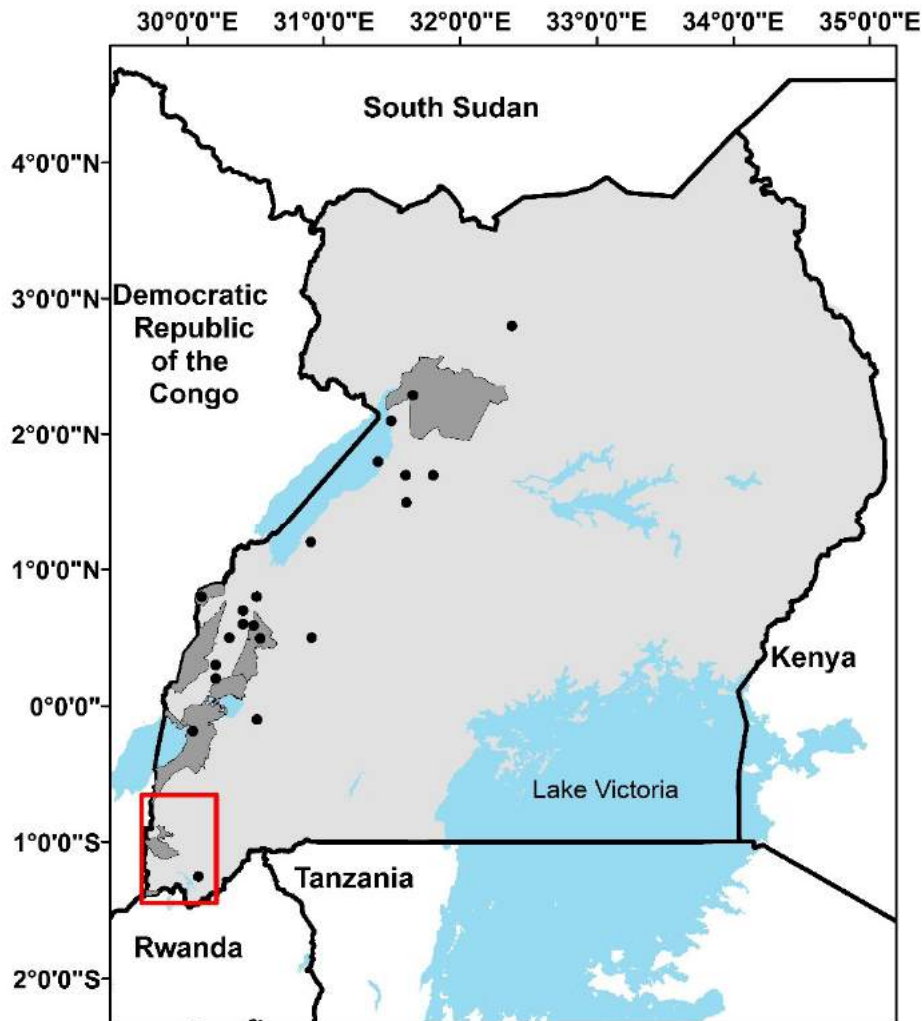 30°0'0"E 31°0'0"E 32°0'0"E 33°0'0"E 34°0'0"E 35°0'0"E
South Sudan
4°0'0"N
3°0'0"N
Democratic
Republic
of the
Congo
2°0'0"N
1°0'0"N
Kenya
0°0'0"
Lake Victoria
1°0'0"S
Tanzania
Rwanda
2°0'0"S